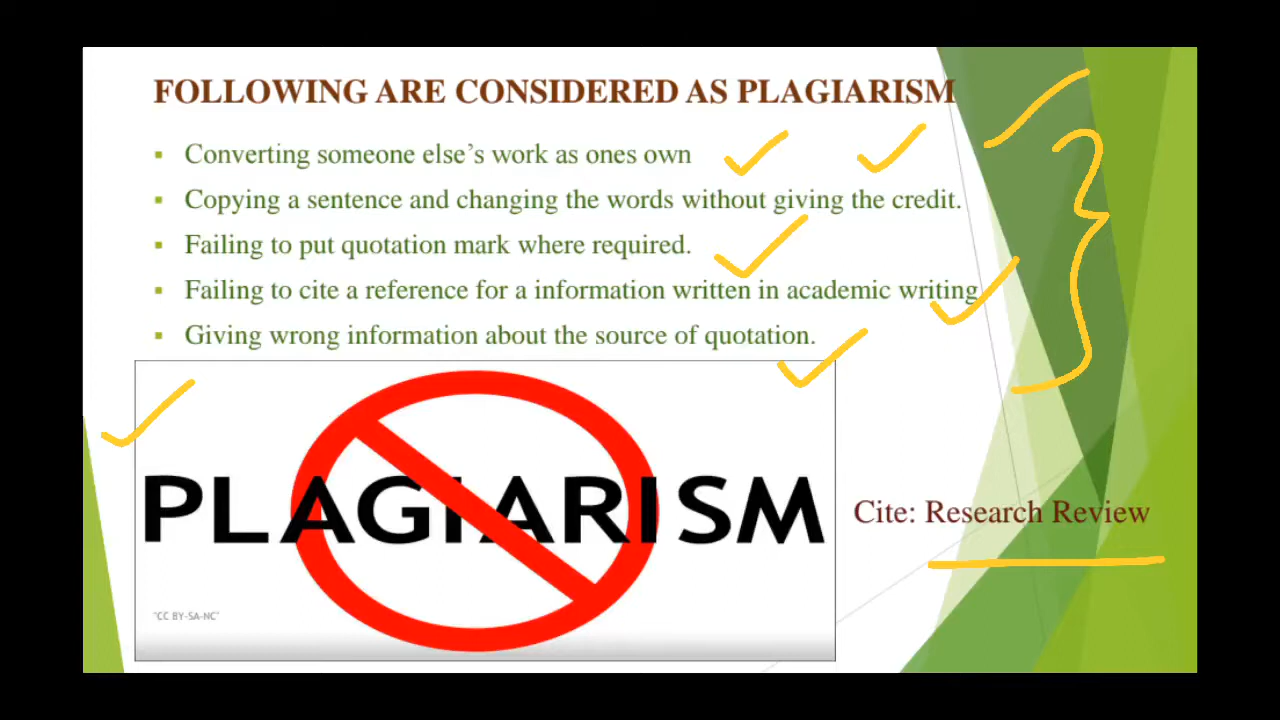 FOLLOWING ARE CONSIDERED AS PLAGIARISM
▪ Converting someone else’s work as ones own
▪ Copying a sentence and changing the words without giving the credit.
▪ Failing to put quotation mark where required.
▪ Failing to cite a reference for a information written in academic writing
▪ Giving wrong information about the source of quotation.
PLAGIARISM
Cite: Research Review
"CC BY-SA-NC"